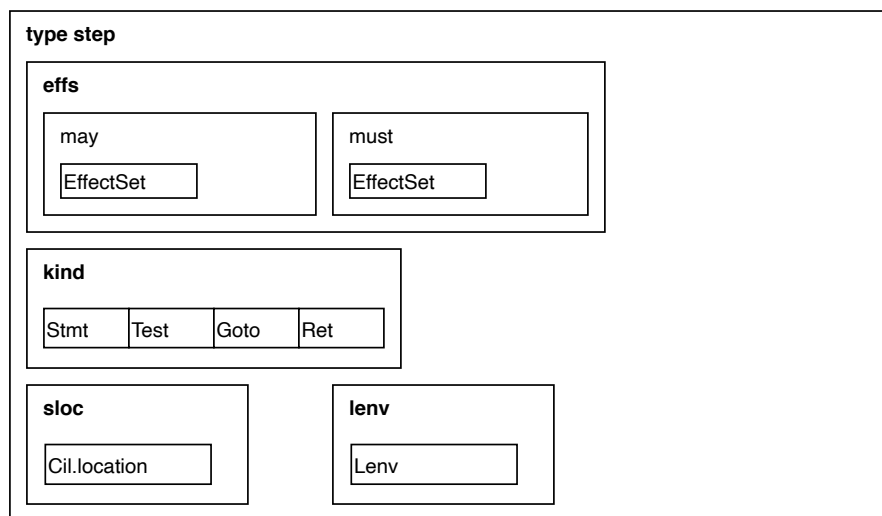 type step
effs
may must
EffectSet EffectSet
kind
Stmt Test Goto Ret
sloc lenv
Cil.location Lenv